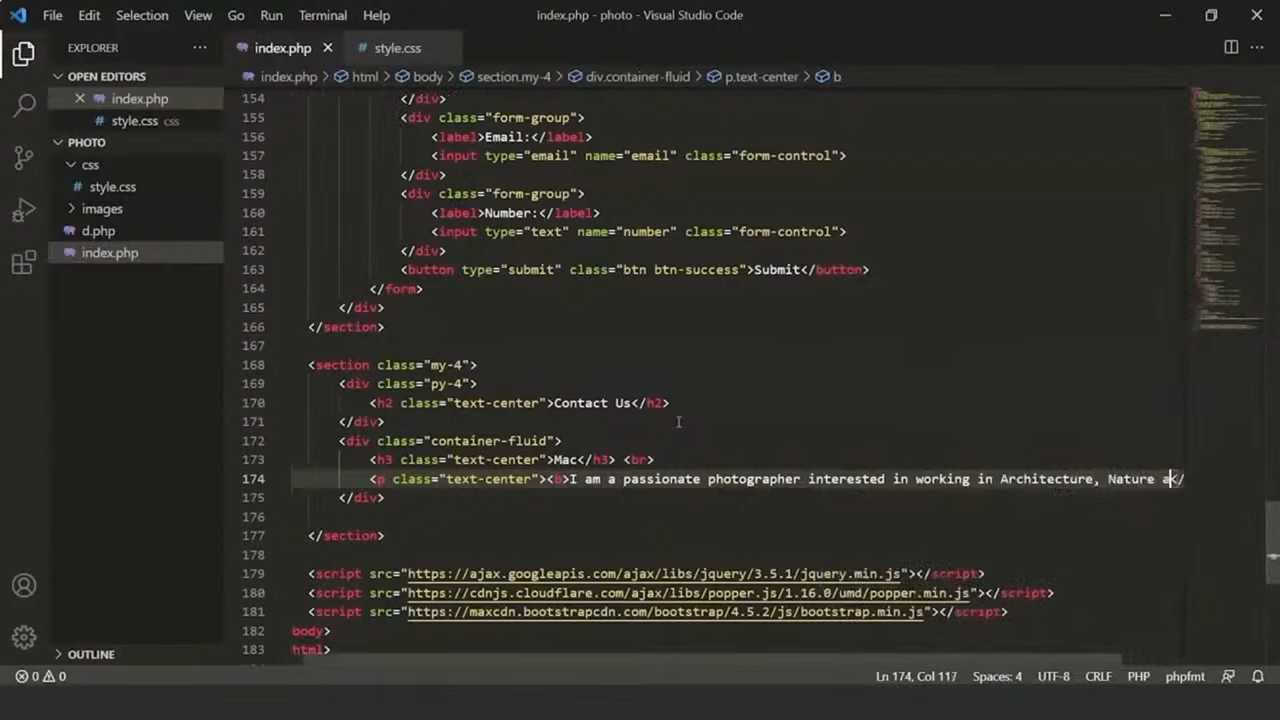 File Edit Selection View Go Run Terminal Help
index.php - photo - Visual Studio Code
EXPLORER
index.php
style.css
OPEN EDITORS
index.php
style.css css
PHOTO
css
style.css
images
d.php
index.php
OUTLINE
index.php > html > body > section.my-4 > div.container-fluid > p.text-center > b
154 </div>
155 <div class="form-group">
156 <label>Email:</label>
157 <input type="email" name="email" class="form-control">
158 </div>
159 <div class="form-group">
160 <label>Number:</label>
161 <input type="text" name="number" class="form-control">
162 </div>
163 <button type="submit" class="btn btn-success">Submit</button>
164 </form>
165 </div>
166 </section>
167
168 <section class="my-4">
169 <div class="py-4">
170 <h2 class="text-center">Contact Us</h2>
171 </div>
172 <div class="container-fluid">
173 <h3 class="text-center">Mac</h3> <br>
174 <p class="text-center"><b>I am a passionate photographer interested in working in Architecture, Nature a</
175 </div>
176
177 </section>
178
179 <script src="https://ajax.googleapis.com/ajax/libs/jquery/3.5.1/jquery.min.js"></script>
180 <script src="https://cdnjs.cloudflare.com/ajax/libs/popper.js/1.16.0/umd/popper.min.js"></script>
181 <script src="https://maxcdn.bootstrapcdn.com/bootstrap/4.5.2/js/bootstrap.min.js"></script>
182 body>
183 html>
0 0
Ln 174, Col 117 Spaces: 4 UTF-8 CRLF PHP phpfmt